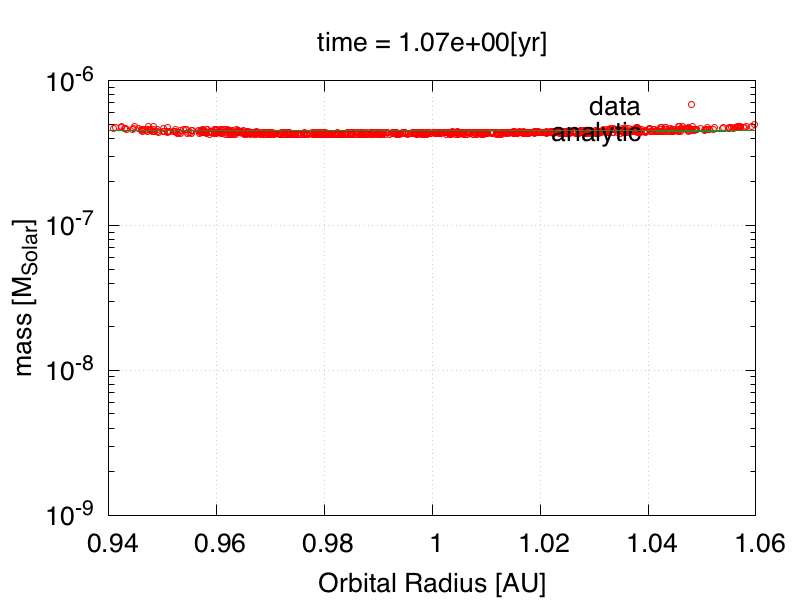 time = 1.07e+00[yr]
10^-6
data
analytic
10^-7
10^-8
10^-9
mass [M_Solar]
0.94 0.96 0.98 1 1.02 1.04 1.06
Orbital Radius [AU]